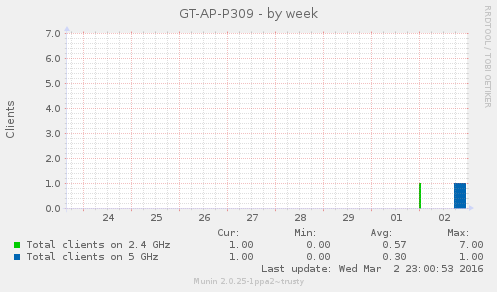 GT-AP-P309 - by week
RRDTOOL / TOBI OETIKER
Clients
7.0
6.0
5.0
4.0
3.0
2.0
1.0
0.0
24 25 26 27 28 29 01 02
Cur: Min: Avg: Max:
Total clients on 2.4 GHz 1.00 0.00 0.57 7.00
Total clients on 5 GHz 1.00 0.00 0.30 1.00
Last update: Wed Mar 2 23:00:53 2016
Munin 2.0.25-1ppa2~trusty